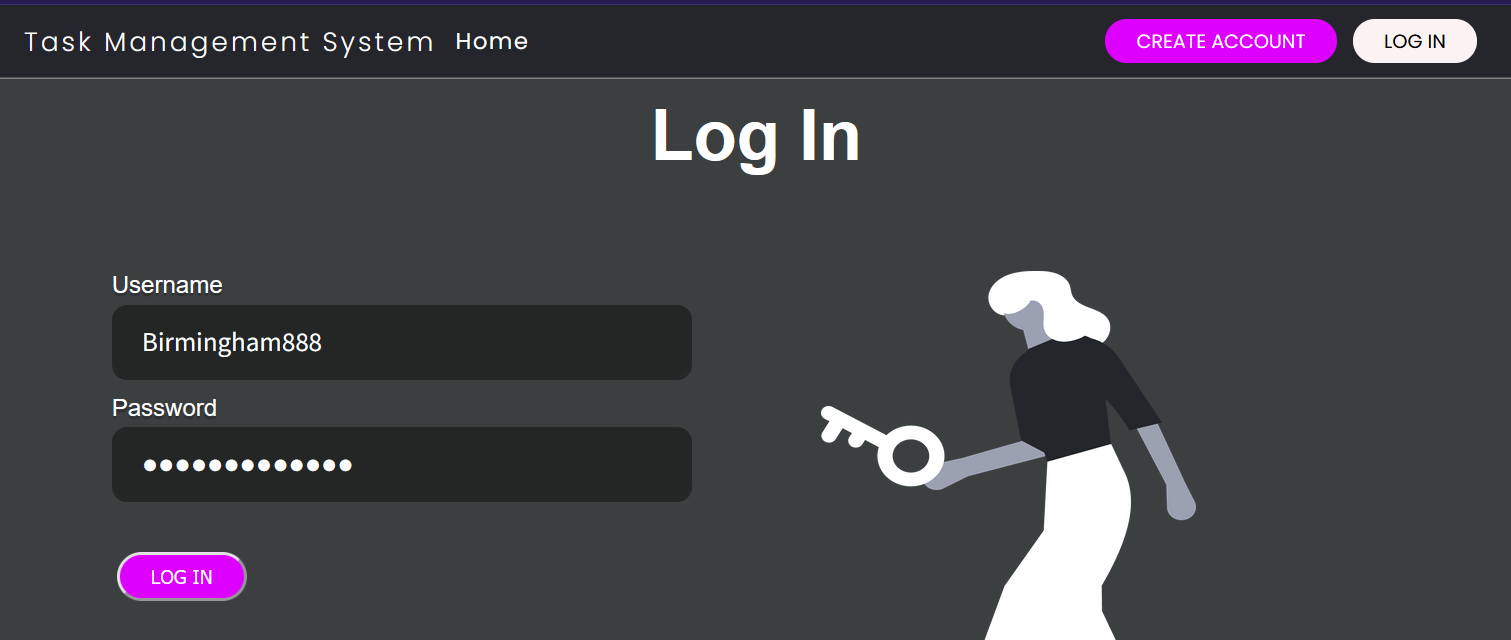 Task Management System Home CREATE ACCOUNT LOG IN
Log In
Username
Birmingham888
Password
●●●●●●●●●●●●●
LOG IN